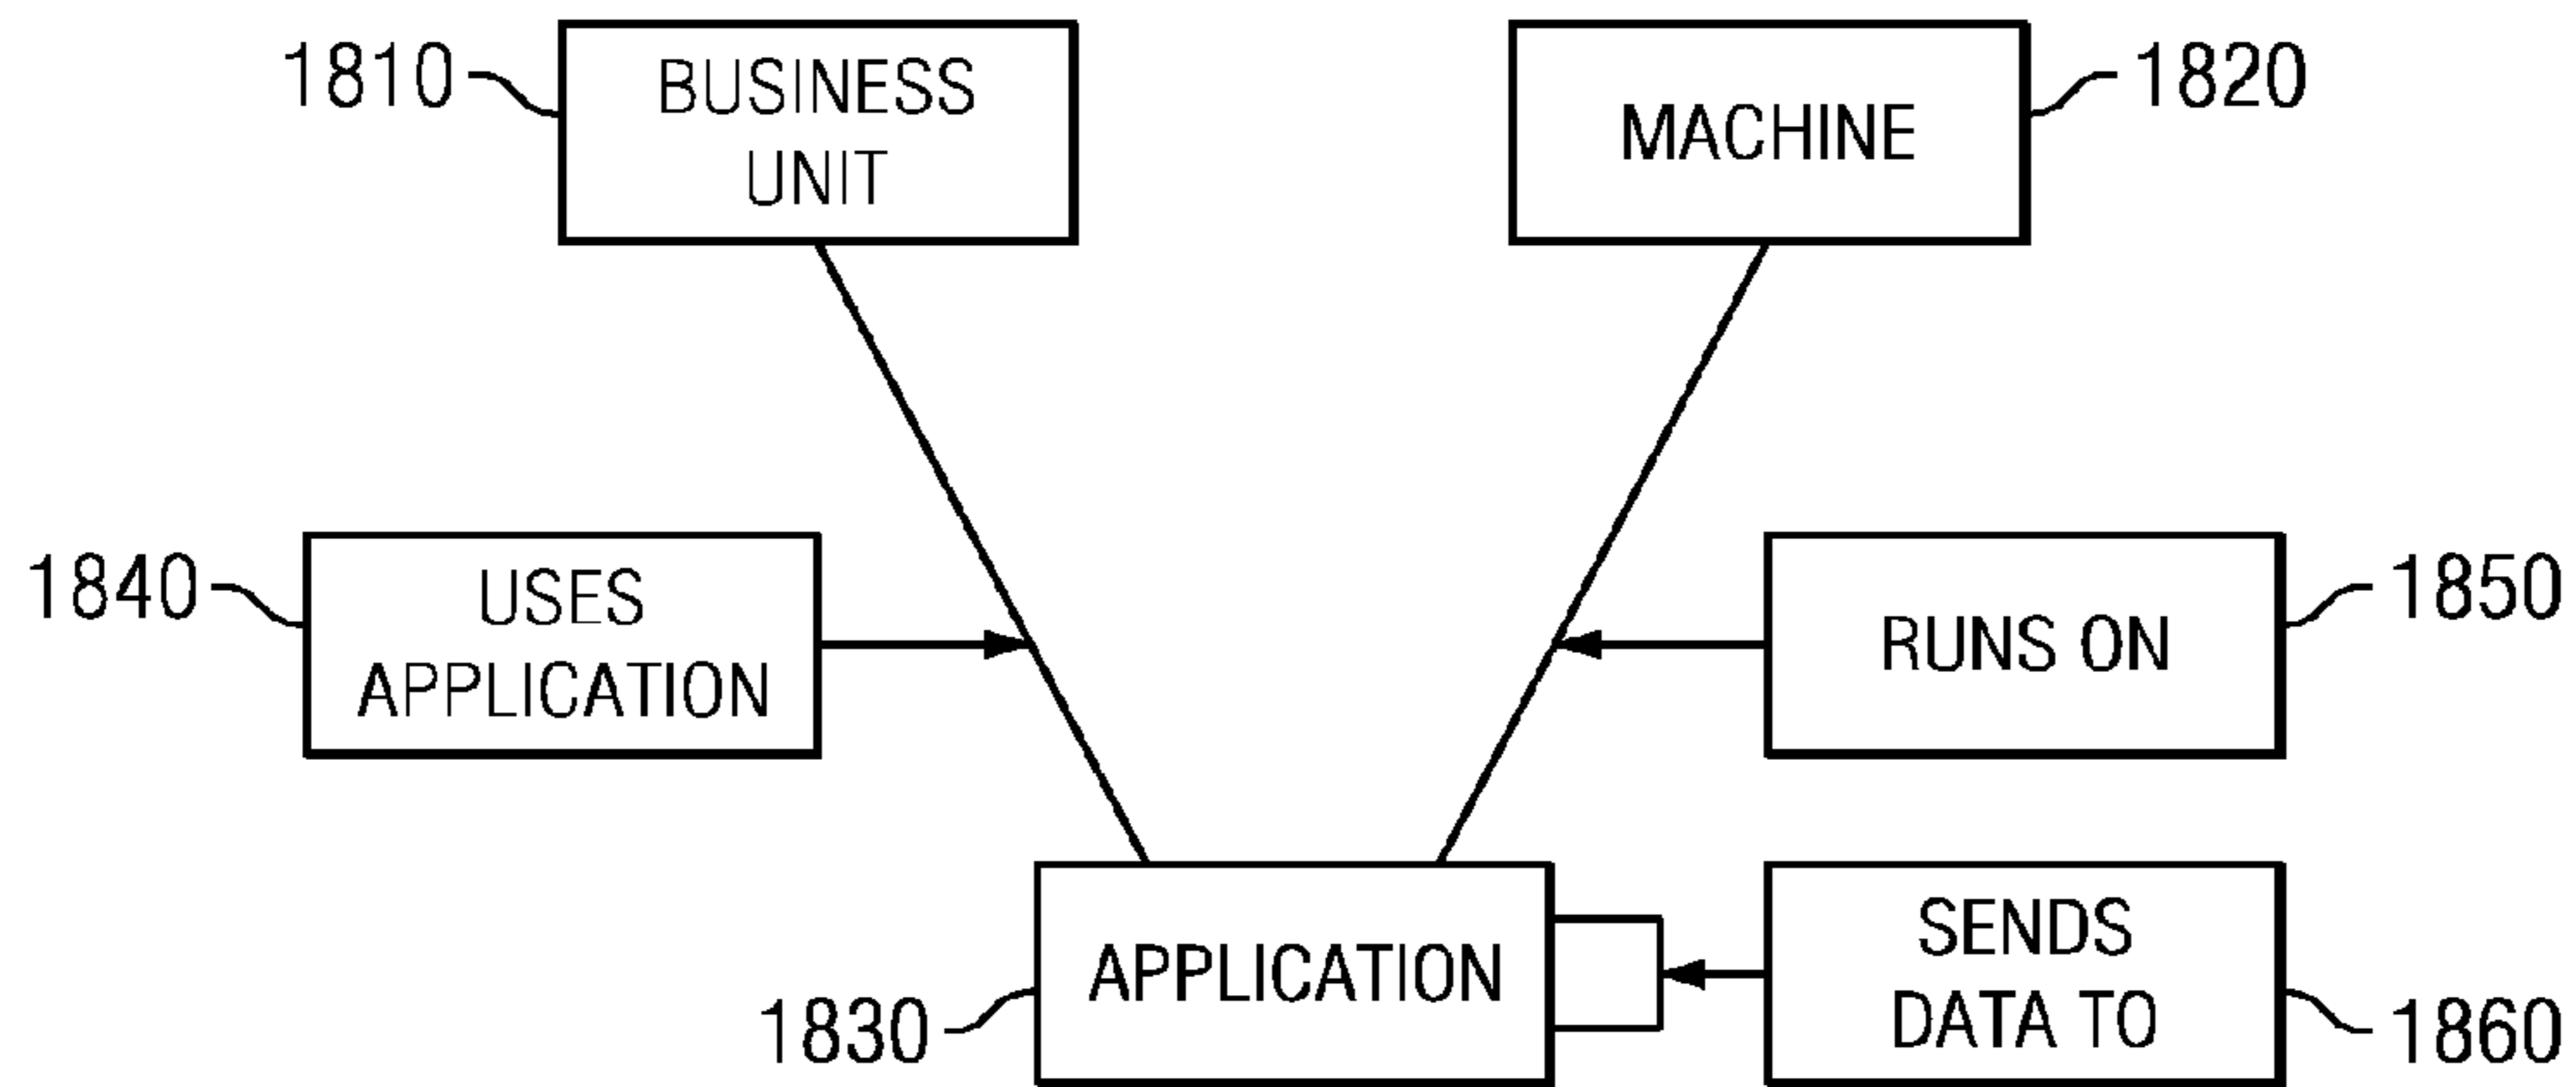 1810
BUSINESS
UNIT
MACHINE
1820
1840
USES
APPLICATION
RUNS ON
1850
1830
APPLICATION
SENDS
DATA TO
1860